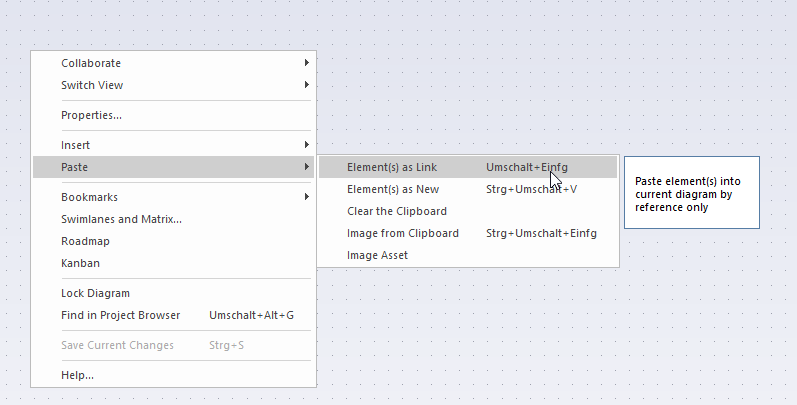 Collaborate
Switch View
Properties...
Insert
Paste
Element(s) as Link Umschalt+Einfg
Element(s) as New Strg+Umschalt+V
Clear the Clipboard
Image from Clipboard Strg+Umschalt+Einfg
Image Asset
Paste element(s) into
current diagram by
reference only
Bookmarks
Swimlanes and Matrix...
Roadmap
Kanban
Lock Diagram
Find in Project Browser Umschalt+Alt+G
Save Current Changes Strg+S
Help...